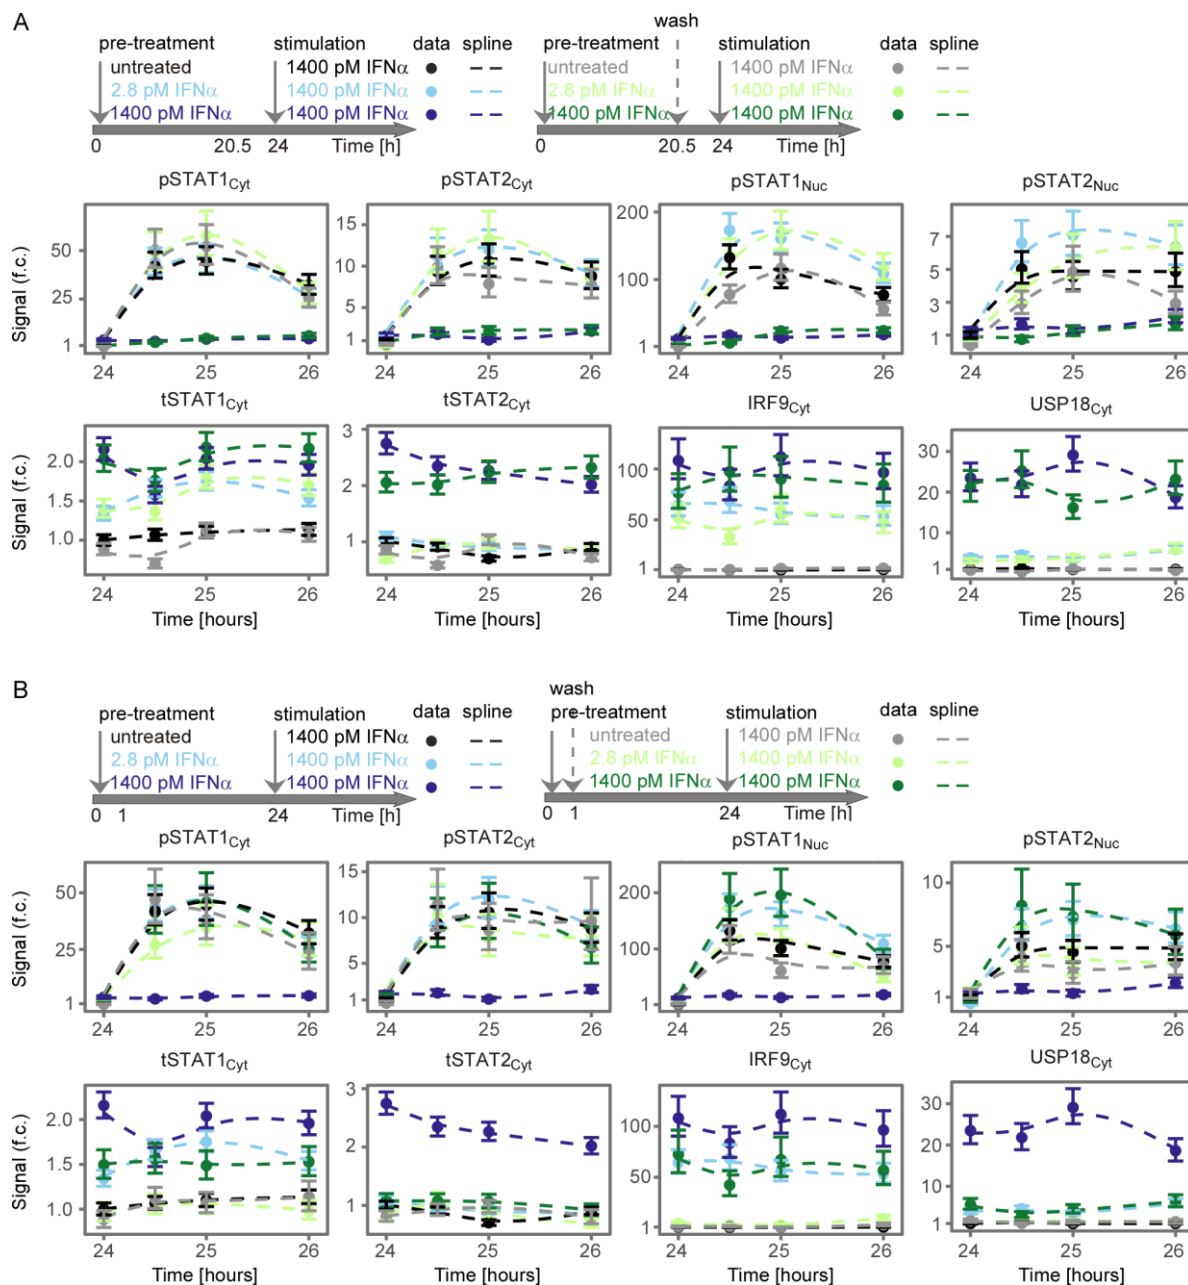 A
wash
pre-treatment stimulation data spline pre-treatment stimulation data spline
untreated 1400 pM IFNα untreated 1400 pM IFNα
2.8 pM IFNα 1400 pM IFNα 2.8 pM IFNα 1400 pM IFNα
1400 pM IFNα 1400 pM IFNα 1400 pM IFNα 1400 pM IFNα
0 20.5 24 Time [h] 0 20.5 24 Time [h]
pSTAT1Cyt pSTAT2Cyt pSTAT1Nuc pSTAT2Nuc
Signal (f.c.)
50 25 1
15 10 5 1
200 100 1
7 5 3 1
24 25 26 24 25 26 24 25 26 24 25 26
tSTAT1Cyt tSTAT2Cyt IRF9Cyt USP18Cyt
Signal (f.c.)
2.0 1.5 1.0
3 2 1
100 50 1
30 20 10 1
24 25 26 24 25 26 24 25 26 24 25 26
Time [hours] Time [hours] Time [hours] Time [hours]
B
wash
pre-treatment stimulation data spline pre-treatment stimulation data spline
untreated 1400 pM IFNα untreated 1400 pM IFNα
2.8 pM IFNα 1400 pM IFNα 2.8 pM IFNα 1400 pM IFNα
1400 pM IFNα 1400 pM IFNα 1400 pM IFNα 1400 pM IFNα
0 1 24 Time [h] 0 1 24 Time [h]
pSTAT1Cyt pSTAT2Cyt pSTAT1Nuc pSTAT2Nuc
Signal (f.c.)
50 25 1
15 10 5 1
200 100 1
10 5 1
24 25 26 24 25 26 24 25 26 24 25 26
tSTAT1Cyt tSTAT2Cyt IRF9Cyt USP18Cyt
Signal (f.c.)
2.0 1.5 1.0
3 2 1
100 50 1
30 20 10 1
24 25 26 24 25 26 24 25 26 24 25 26
Time [hours] Time [hours] Time [hours] Time [hours]